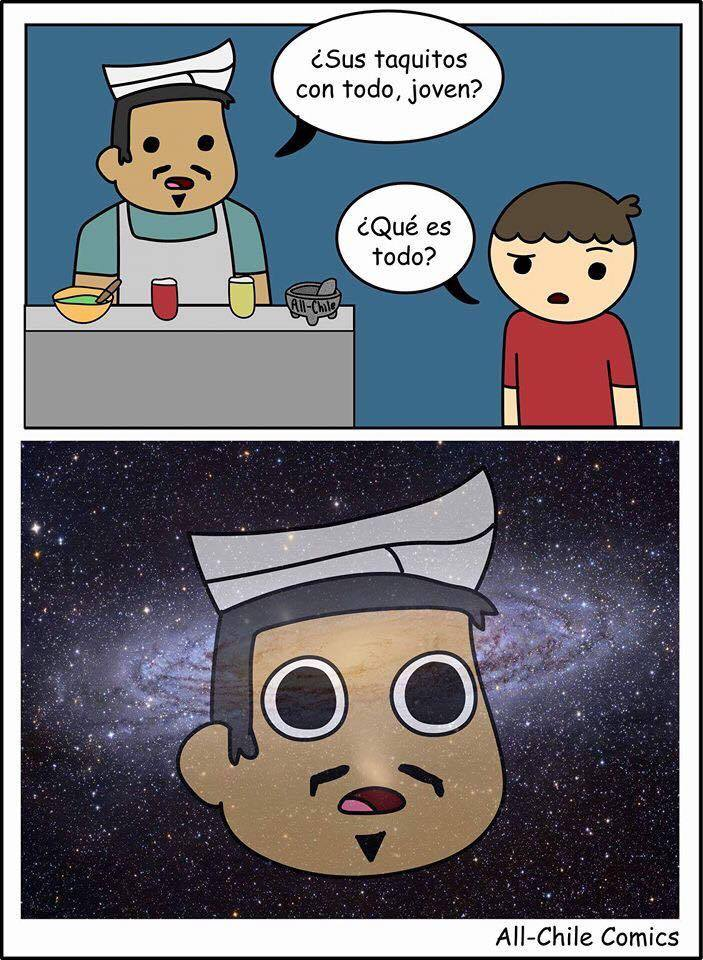 ¿Sus taquitos
con todo, joven?
¿Qué es
todo?
All-Chile
All-Chile Comics